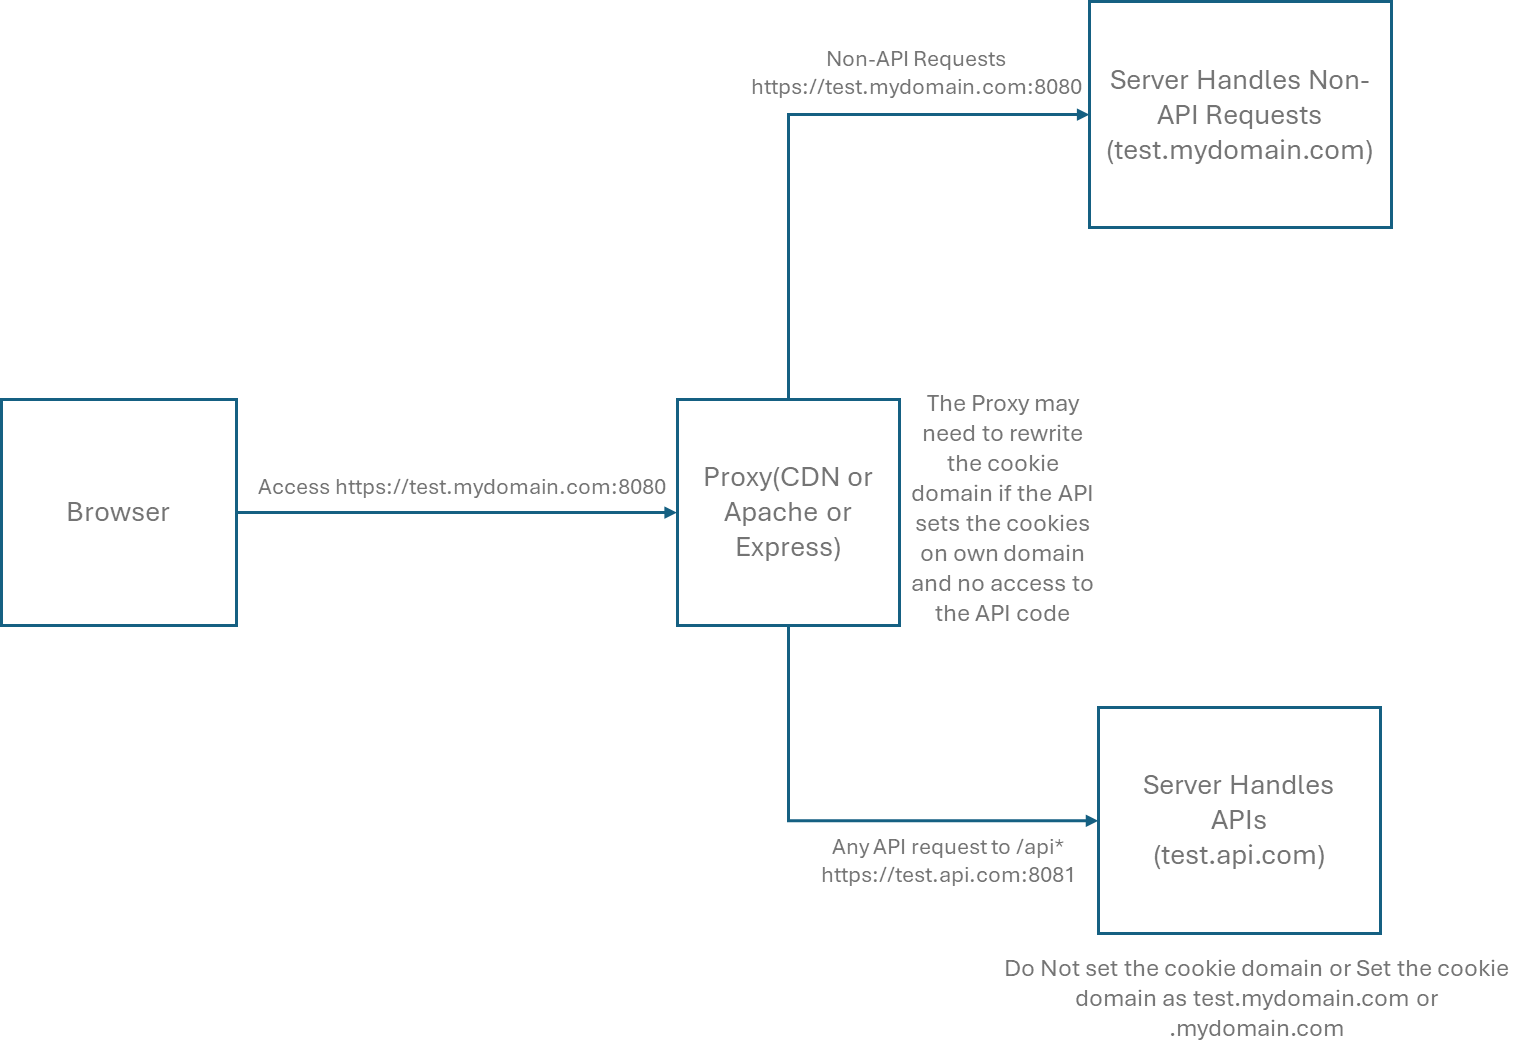 Non-API Requests
https://test.mydomain.com:8080
Server Handles Non-
API Requests
(test.mydomain.com)
Browser
Access https://test.mydomain.com:8080
Proxy(CDN or
Apache or
Express)
The Proxy may
need to rewrite
the cookie
domain if the API
sets the cookies
on own domain
and no access to
the API code
Any API request to /api*
https://test.api.com:8081
Server Handles
APIs
(test.api.com)
Do Not set the cookie domain or Set the cookie
domain as test.mydomain.com or
.mydomain.com